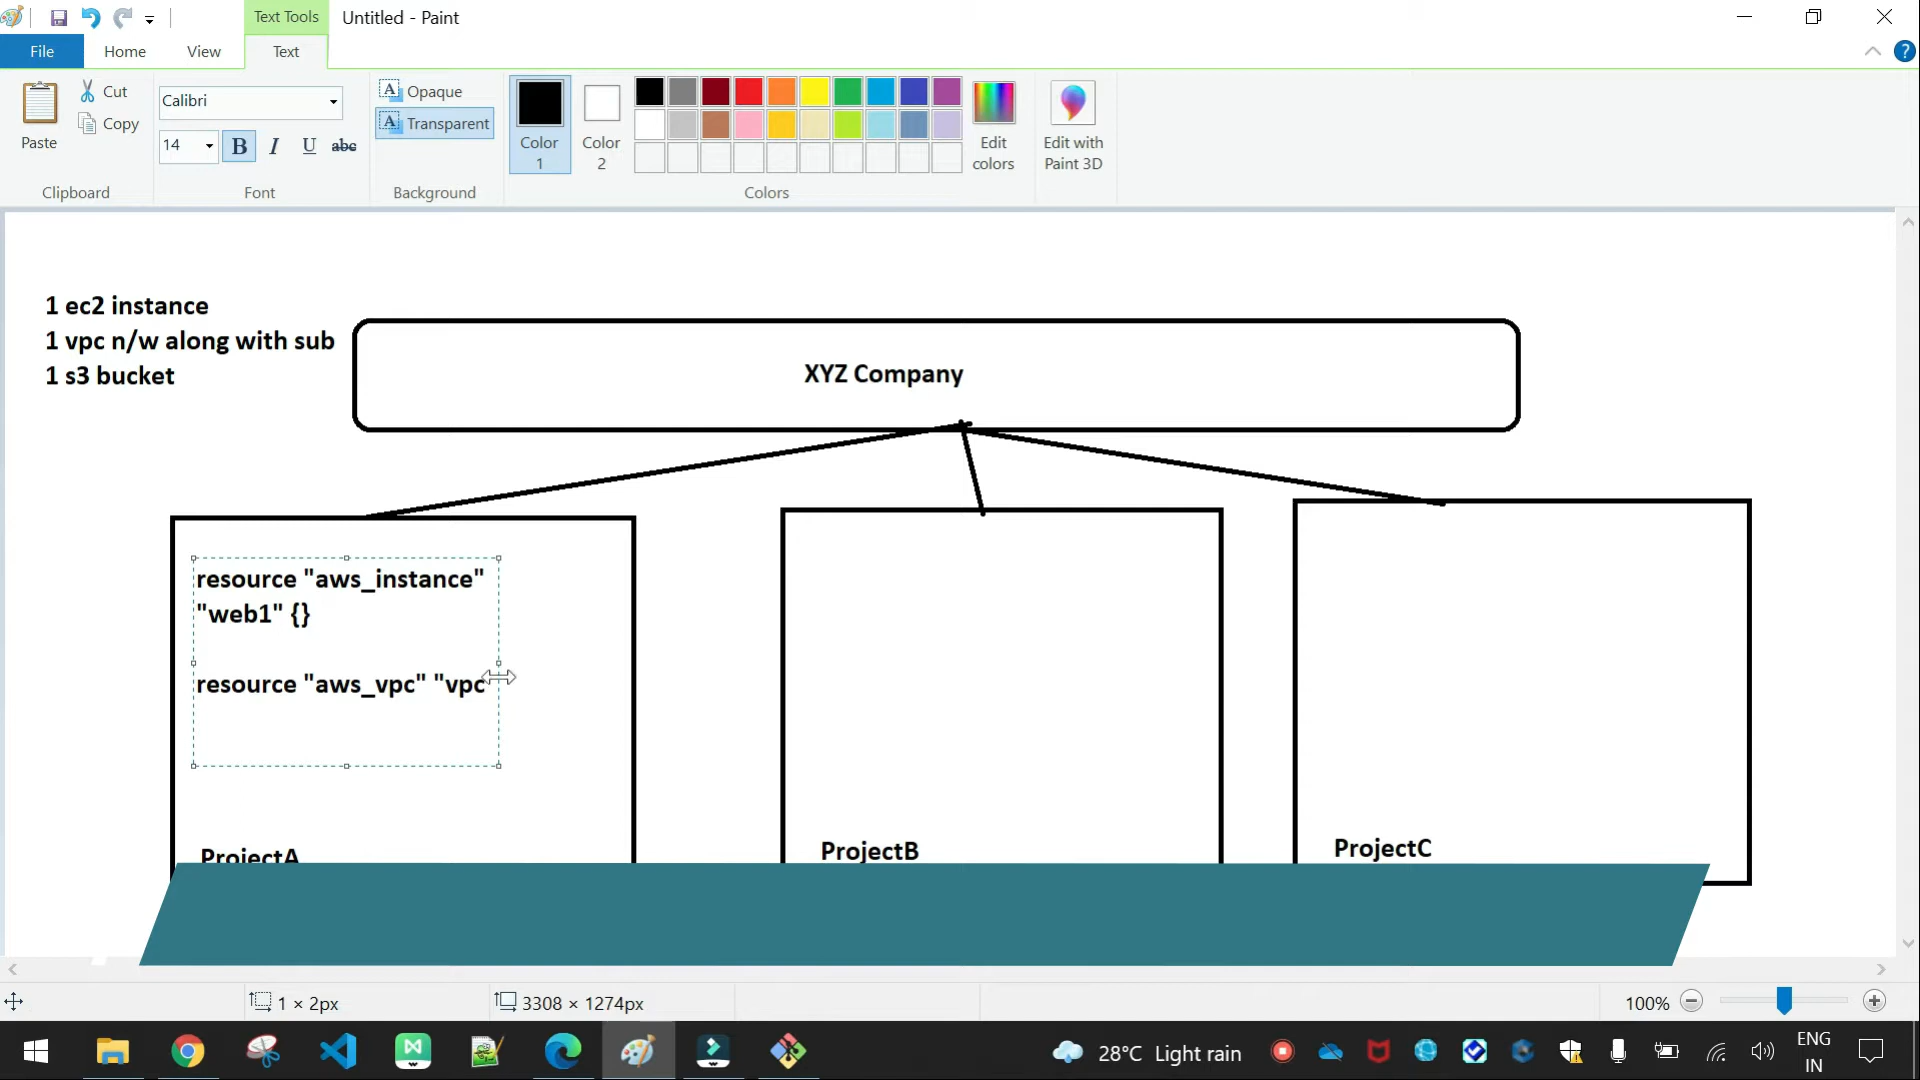 Text Tools
Untitled - Paint
File
Home
View
Text
Paste
Cut
Copy
Clipboard
Calibri
14
B
I
U
abc
Font
A Opaque
A Transparent
Background
Color 1
Color 2
Edit colors
Colors
Edit with Paint 3D
1 ec2 instance
1 vpc n/w along with sub
1 s3 bucket
XYZ Company
resource "aws_instance"
"web1" {}
resource "aws_vpc" "vpc
ProjectA
ProjectB
ProjectC
1 × 2px
3308 × 1274px
100%
28°C Light rain
ENG
IN